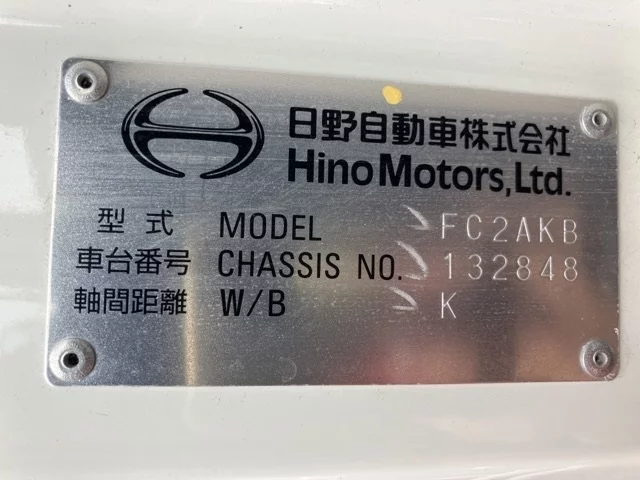 日野自動車株式会社
Hino Motors, Ltd.
型式 MODEL FC2AKB
車台番号 CHASSIS NO. 132848
軸間距離 W/B K